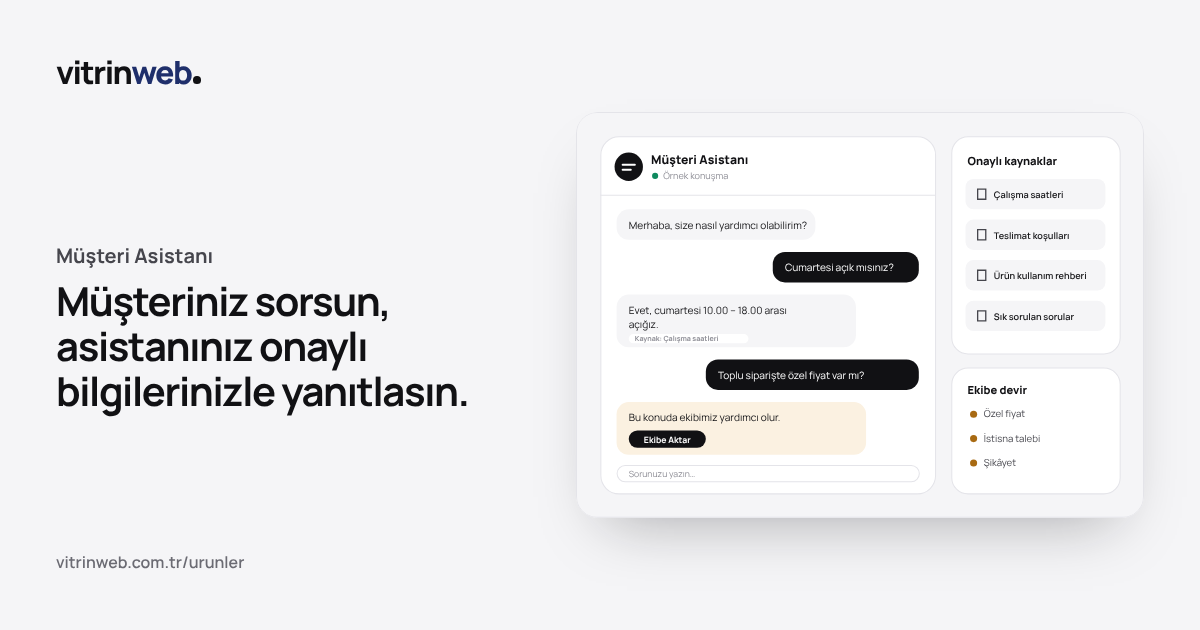 vitrinweb.
Müşteri Asistanı
Müşteriniz sorsun,
asistanınız onaylı
bilgilerinizle yanıtlasın.
vitrinweb.com.tr/urunler
Müşteri Asistanı
Örnek konuşma
Merhaba, size nasıl yardımcı olabilirim?
Cumartesi açık mısınız?
Evet, cumartesi 10.00 – 18.00 arası
açığız.
Kaynak: Çalışma saatleri
Toplu siparişte özel fiyat var mı?
Bu konuda ekibimiz yardımcı olur.
Ekibe Aktar
Sorunuzu yazın…
Onaylı kaynaklar
Çalışma saatleri
Teslimat koşulları
Ürün kullanım rehberi
Sık sorulan sorular
Ekibe devir
Özel fiyat
İstisna talebi
Şikâyet